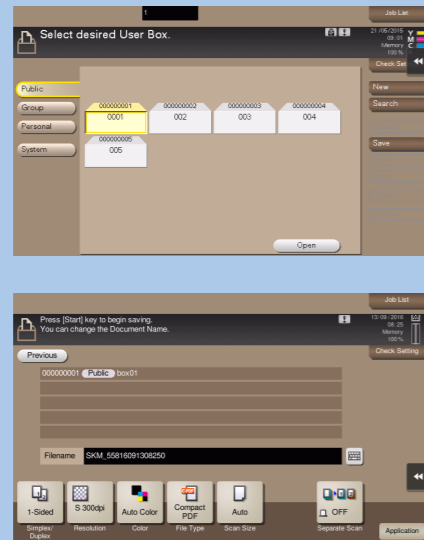 1
Job List
Select desired User Box.
21 /05/2015
09: 01
Memory
100 %
Y
M
C
Check Set
Public
Group
Personal
System
000000001
0001
000000002
002
000000003
003
000000004
004
000000005
005
New
Search
Save
Open
Job List
Press [Start] key to begin saving.
You can change the Document Name.
13/ 09 / 2016
08: 25
Memory
100%
Previous
Check Setting
000000001 Public box01
Filename SKM_55816091308250
1-Sided
S 300dpi
Auto Color
Compact
PDF
Auto
OFF
Simplex/
Duplex
Resolution
Color
File Type
Scan Size
Separate Scan
Application